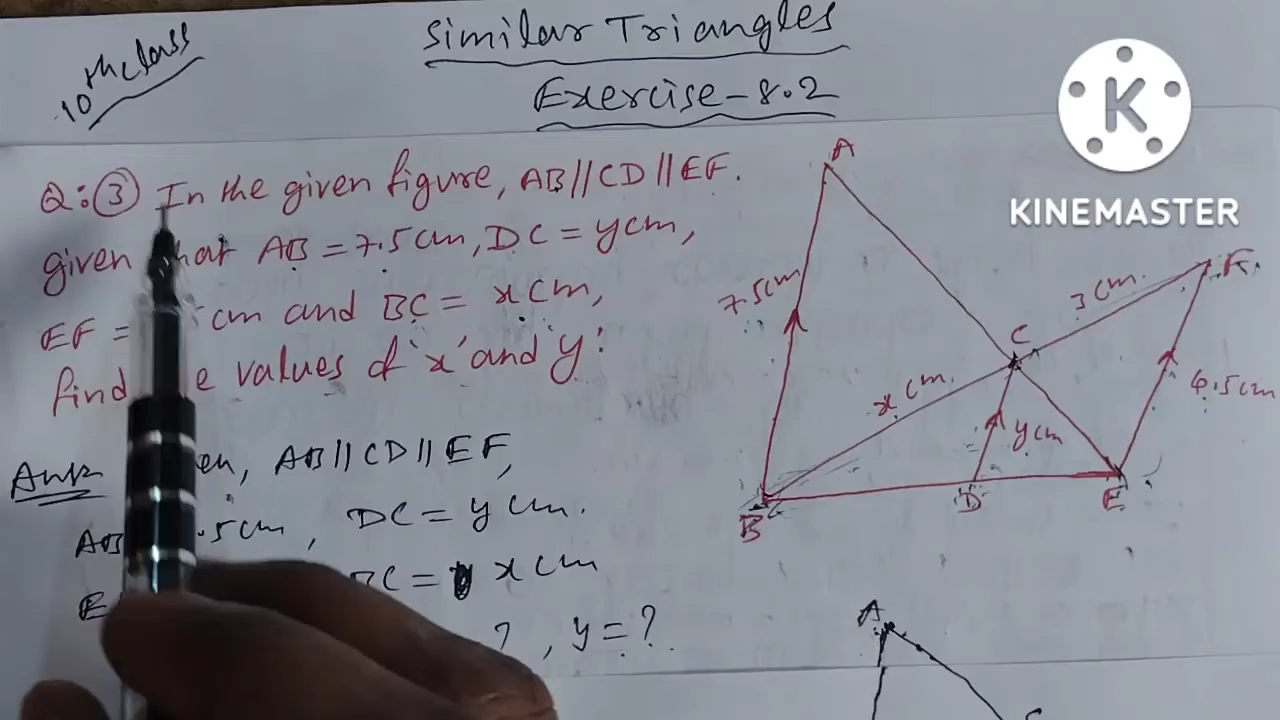 10th class
Similar Triangles
Exercise-8.2
KINEMASTER
Q:③ In the given figure, AB//CD//EF.
given that AB = 7.5cm, DC = ycm,
EF = cm and BC = x cm,
find values of 'x' and 'y'.
Ans AB//CD//EF,
AB .5cm, DC = y cm.
BC = x cm
?, y = ?
A
F
3cm.
7.5cm
C
x cm.
4.5cm
y cm
B
D
E
A
C